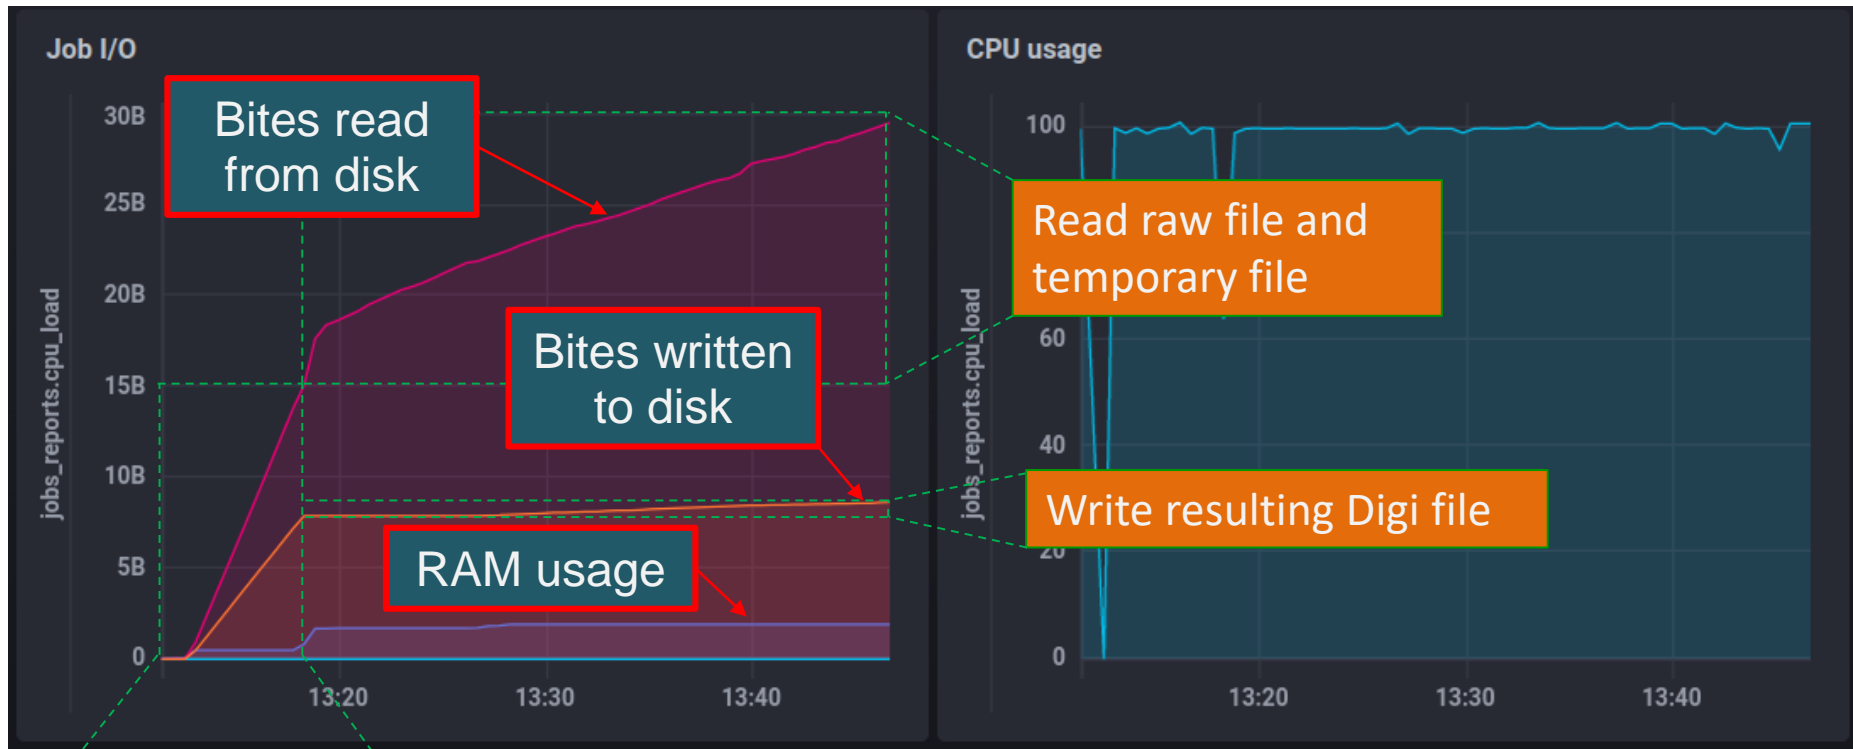 Job I/O
30B
25B
20B
15B
10B
5B
0
jobs_reports.cpu_load
13:20
13:30
13:40
Bites read
from disk
Bites written
to disk
RAM usage
CPU usage
100
60
40
20
0
jobs_reports.cpu_load
13:20
13:30
13:40
Read raw file and
temporary file
Write resulting Digi file